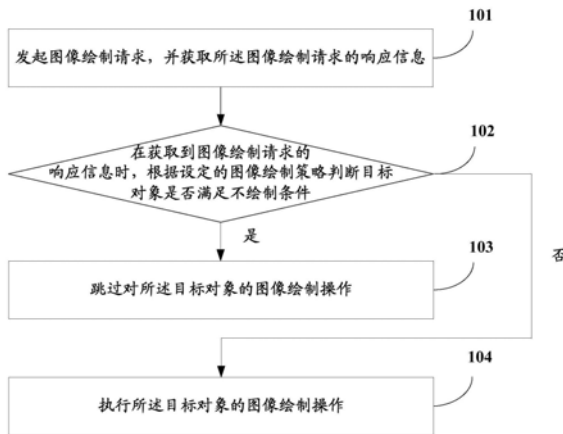 101
发起图像绘制请求，并获取所述图像绘制请求的响应信息
102
在获取到图像绘制请求的
响应信息时，根据设定的图像绘制策略判断目标
对象是否满足不绘制条件
是
103
否
跳过对所述目标对象的图像绘制操作
104
执行所述目标对象的图像绘制操作